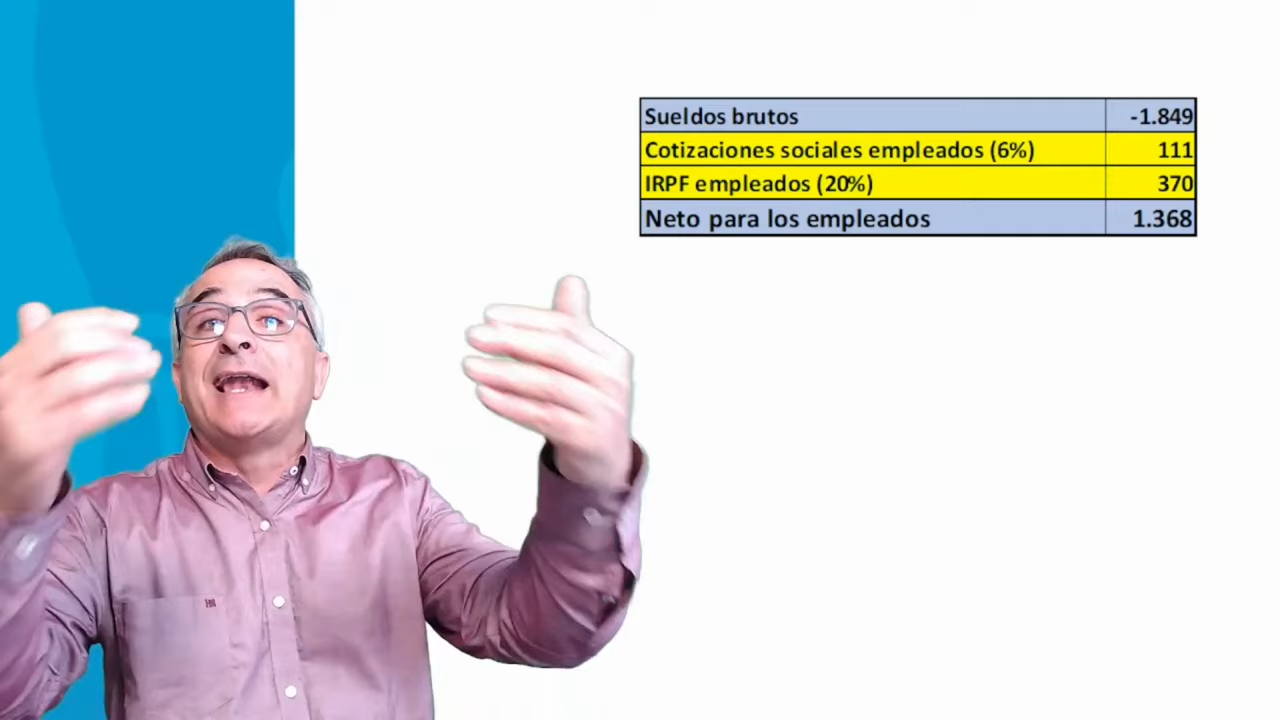 Sueldos brutos -1.849
Cotizaciones sociales empleados (6%) 111
IRPF empleados (20%) 370
Neto para los empleados 1.368